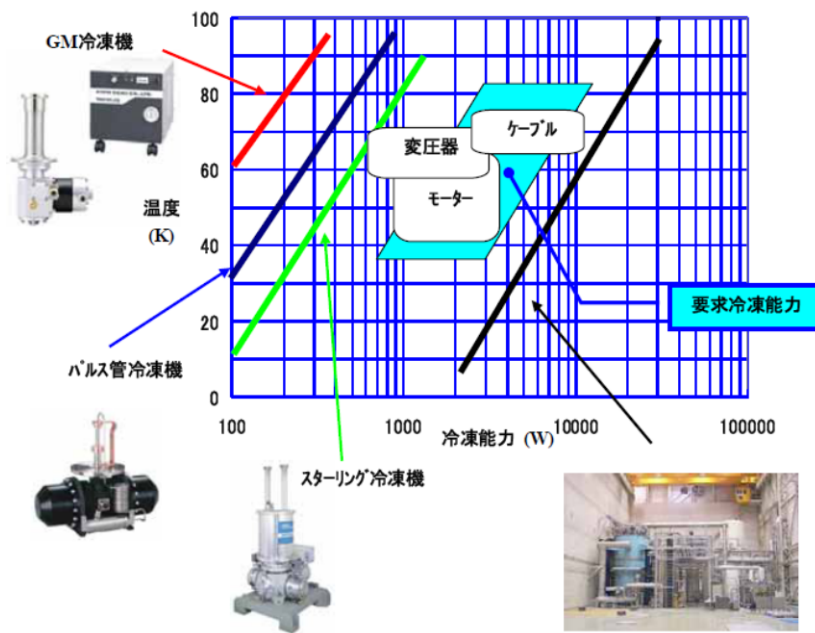 GM冷凍機
温度
(K)
100
80
60
40
20
0
変圧器
ｹｰﾌﾞﾙ
ﾓｰﾀｰ
要求冷凍能力
100
1000
10000
100000
冷凍能力 (W)
ﾊﾟﾙｽ管冷凍機
ｽﾀｰﾘﾝｸﾞ冷凍機